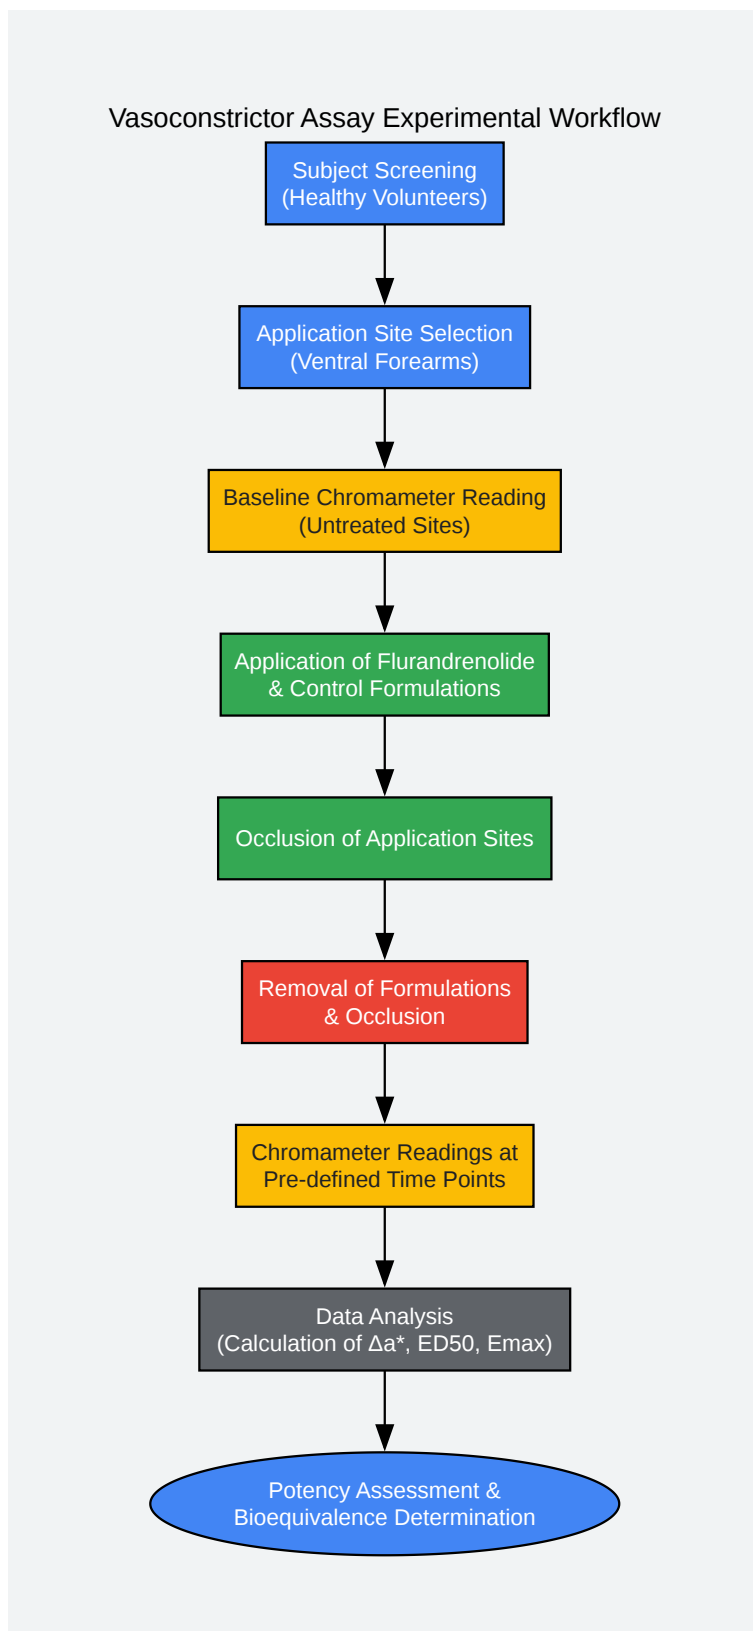 Vasoconstrictor Assay Experimental Workflow
Subject Screening
(Healthy Volunteers)
Application Site Selection
(Ventral Forearms)
Baseline Chromameter Reading
(Untreated Sites)
Application of Flurandrenolide
& Control Formulations
Occlusion of Application Sites
Removal of Formulations
& Occlusion
Chromameter Readings at
Pre-defined Time Points
Data Analysis
(Calculation of Δa*, ED50, Emax)
Potency Assessment &
Bioequivalence Determination